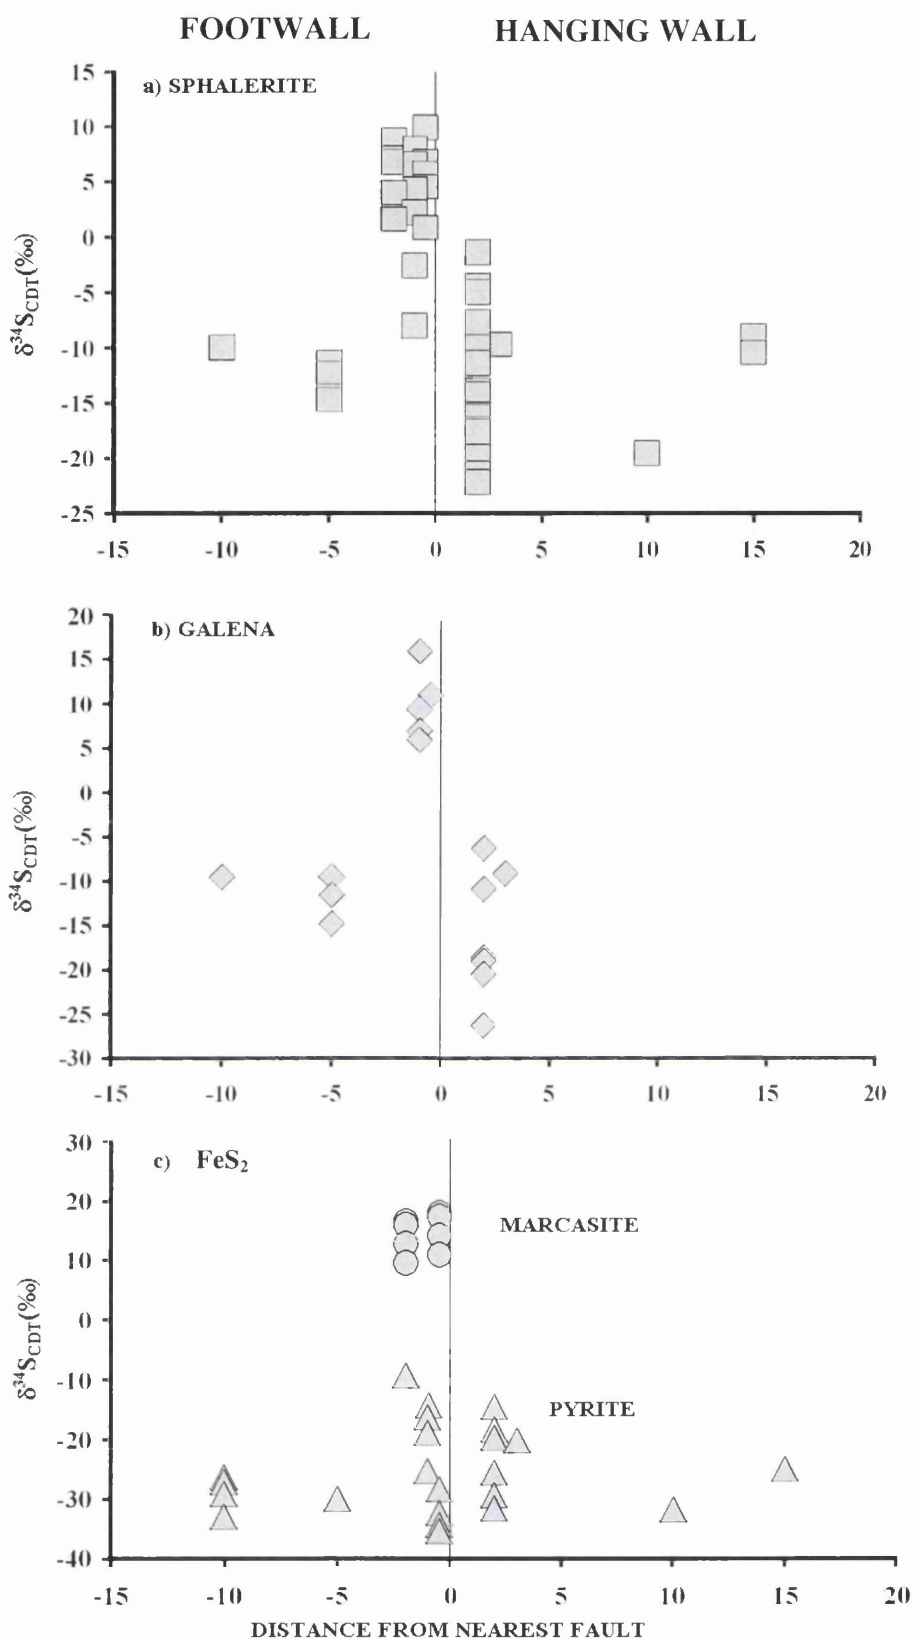 FOOTWALL HANGING WALL
a) SPHALERITE
15
10
5
0
-5
-10
-15
-20
-25
δ³⁴S_CDT(‰)
-15 -10 -5 0 5 10 15 20
b) GALENA
20
15
10
5
0
-5
-10
-15
-20
-25
-30
δ³⁴S_CDT(‰)
-15 -10 -5 0 5 10 15 20
c) FeS₂
30
20
10
0
-10
-20
-30
-40
δ³⁴S_CDT(‰)
MARCASITE
PYRITE
-15 -10 -5 0 5 10 15 20
DISTANCE FROM NEAREST FAULT